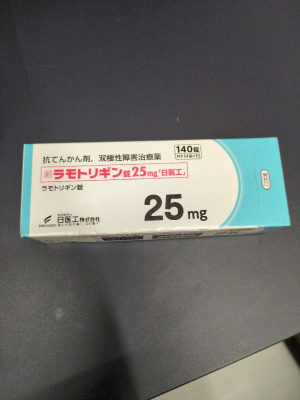 抗てんかん剤、双極性障害治療薬
140錠
ラモトリギン錠25mg「日医工」
ラモトリギン錠
25mg
日医工株式会社